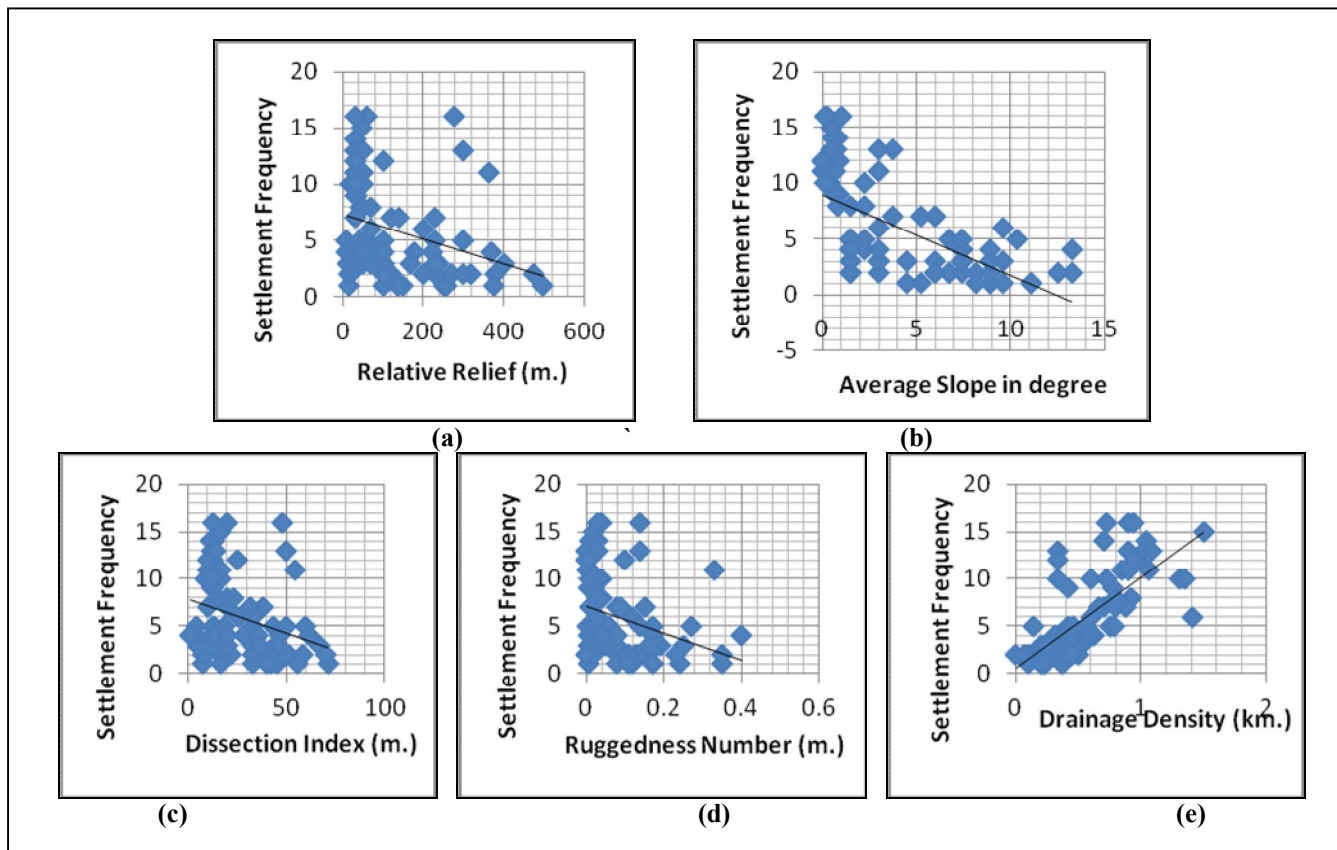 20
15
10
5
0
Settlement Frequency
0 200 400 600
Relative Relief (m.)
20
15
10
5
0
-5
Settlement Frequency
0 5 10 15
Average Slope in degree
(a) ` (b)
20
15
10
5
0
Settlement Frequency
0 50 100
Dissection Index (m.)
20
15
10
5
0
Settlement Frequency
0 0.2 0.4 0.6
Ruggedness Number (m.)
20
15
10
5
0
Settlement Frequency
0 1 2
Drainage Density (km.)
(c) (d) (e)